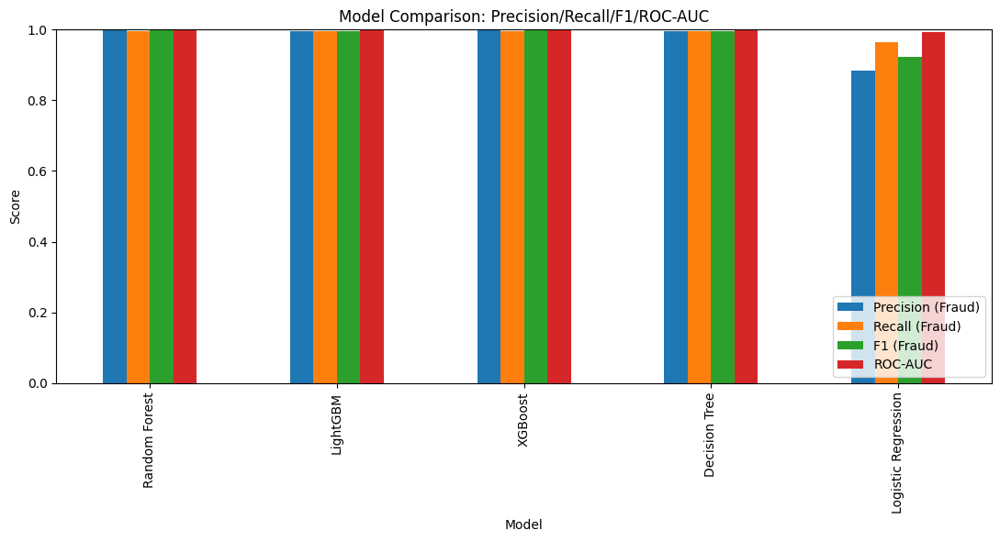 Model Comparison: Precision/Recall/F1/ROC-AUC
1.0
0.8
0.6
0.4
0.2
0.0
Score
Precision (Fraud)
Recall (Fraud)
F1 (Fraud)
ROC-AUC
Random Forest
LightGBM
XGBoost
Decision Tree
Logistic Regression
Model